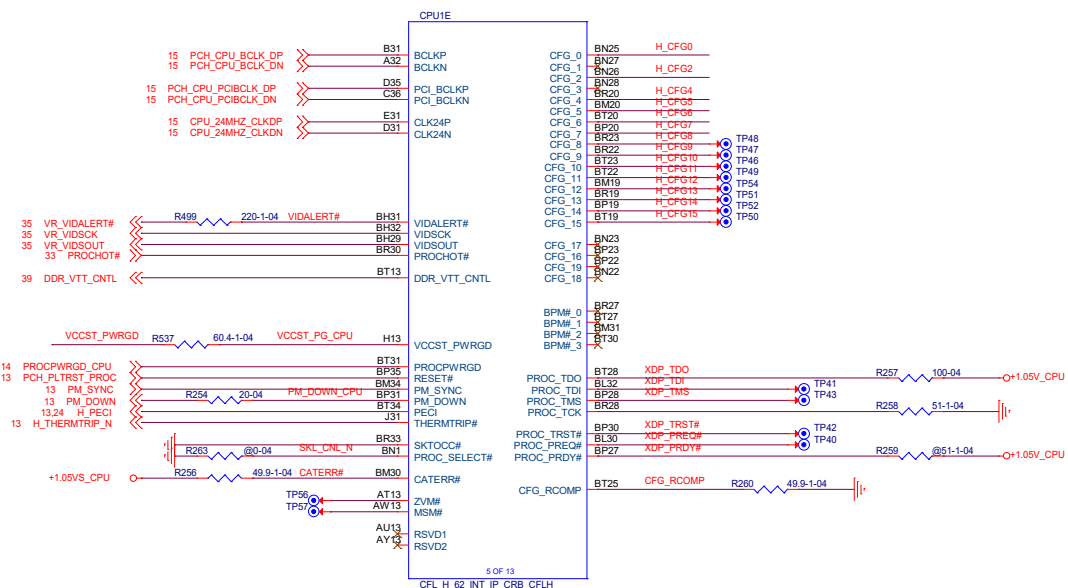 CPU1E
15 PCH_CPU_BCLK_DP B31 BCLKP
15 PCH_CPU_BCLK_DN A32 BCLKN
15 PCH_CPU_PCIBCLK_DP D35 PCI_BCLKP
15 PCH_CPU_PCIBCLK_DN C36 PCI_BCLKN
15 CPU_24MHZ_CLKDP E31 CLK24P
15 CPU_24MHZ_CLKDN D31 CLK24N
35 VR_VIDALERT# R499 220-1-04 VIDALERT# BH31 VIDALERT#
35 VR_VIDSCK BH32 VIDSCK
35 VR_VIDSOUT BH29 VIDSOUT
33 PROCHOT# BR30 PROCHOT#
39 DDR_VTT_CNTL BT13 DDR_VTT_CNTL
VCCST_PWRGD R537 60.4-1-04 VCCST_PG_CPU H13 VCCST_PWRGD
14 PROCPWRGD_CPU BT31 PROCPWRGD
13 PCH_PLTRST_PROC BP35 RESET#
13 PM_SYNC BM34 PM_SYNC
13 PM_DOWN R254 20-04 PM_DOWN_CPU BP31 PM_DOWN
13,24 H_PECI BT34 PECI
13 H_THERMTRIP_N J31 THERMTRIP#
BR33 SKTOCC#
R263 @0-04 SKL_CNL_N BN1 PROC_SELECT#
+1.05VS_CPU R256 49.9-1-04 CATERR# BM30 CATERR#
TP56 AT13 ZVM#
TP57 AW13 MSM#
AU13 RSVD1
AY13 RSVD2
CFG_0 BN25 H_CFG0
CFG_1 BN27
CFG_2 BN26 H_CFG2
CFG_3 BN28
CFG_4 BR20 H_CFG4
CFG_5 BM20 H_CFG5
CFG_6 BT20 H_CFG6
CFG_7 BP20 H_CFG7
CFG_8 BR23 H_CFG8 TP48
CFG_9 BR22 H_CFG9 TP47
CFG_10 BT23 H_CFG10 TP46
CFG_11 BT22 H_CFG11 TP49
CFG_12 BM19 H_CFG12 TP54
CFG_13 BR19 H_CFG13 TP51
CFG_14 BP19 H_CFG14 TP52
CFG_15 BT19 H_CFG15 TP50
CFG_17 BN23
CFG_16 BP23
CFG_19 BP22
CFG_18 BN22
BPM#_0 BR27
BPM#_1 BT27
BPM#_2 BM31
BPM#_3 BT30
PROC_TDO BT28 XDP_TDO R257 100-04 +1.05V_CPU
PROC_TDI BL32 XDP_TDI TP41
PROC_TMS BP28 XDP_TMS TP43
PROC_TCK BR28 R258 51-1-04
PROC_TRST# BP30 XDP_TRST# TP42
PROC_PREQ# BL30 XDP_PREQ# TP40
PROC_PRDY# BP27 XDP_PRDY# R259 @51-1-04 +1.05V_CPU
CFG_RCOMP BT25 CFG_RCOMP R260 49.9-1-04
5 OF 13
CFL_H_62_INT_IP_CRB_CFLH